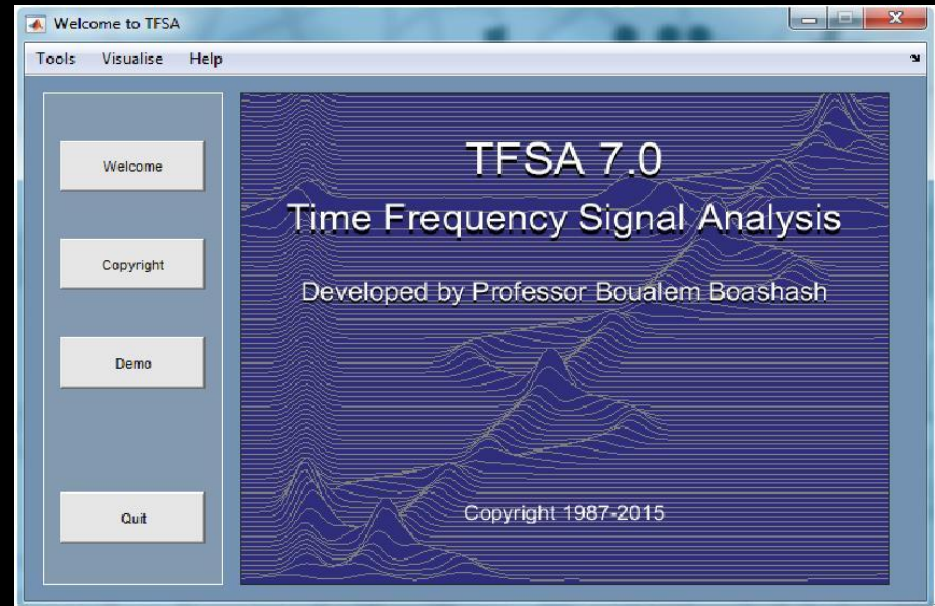 Welcome to TFSA
Tools Visualise Help
Welcome
Copyright
Demo
Quit
TFSA 7.0
Time Frequency Signal Analysis
Developed by Professor Boualem Boashash
Copyright 1987-2015